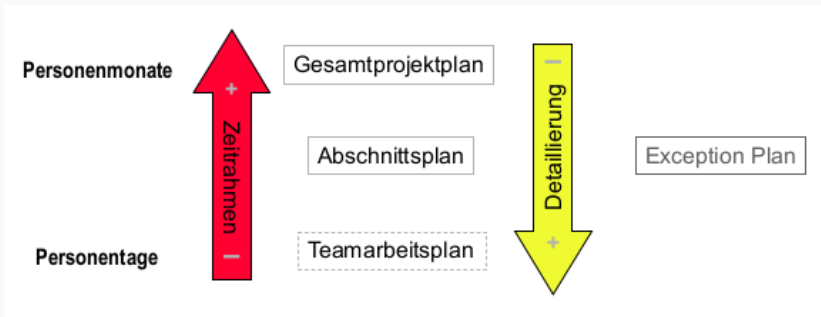 Personenmonate
Gesamtprojektplan
+
Zeitrahmen
−
−
Detaillierung
+
Abschnittsplan
Exception Plan
Personentage
Teamarbeitsplan